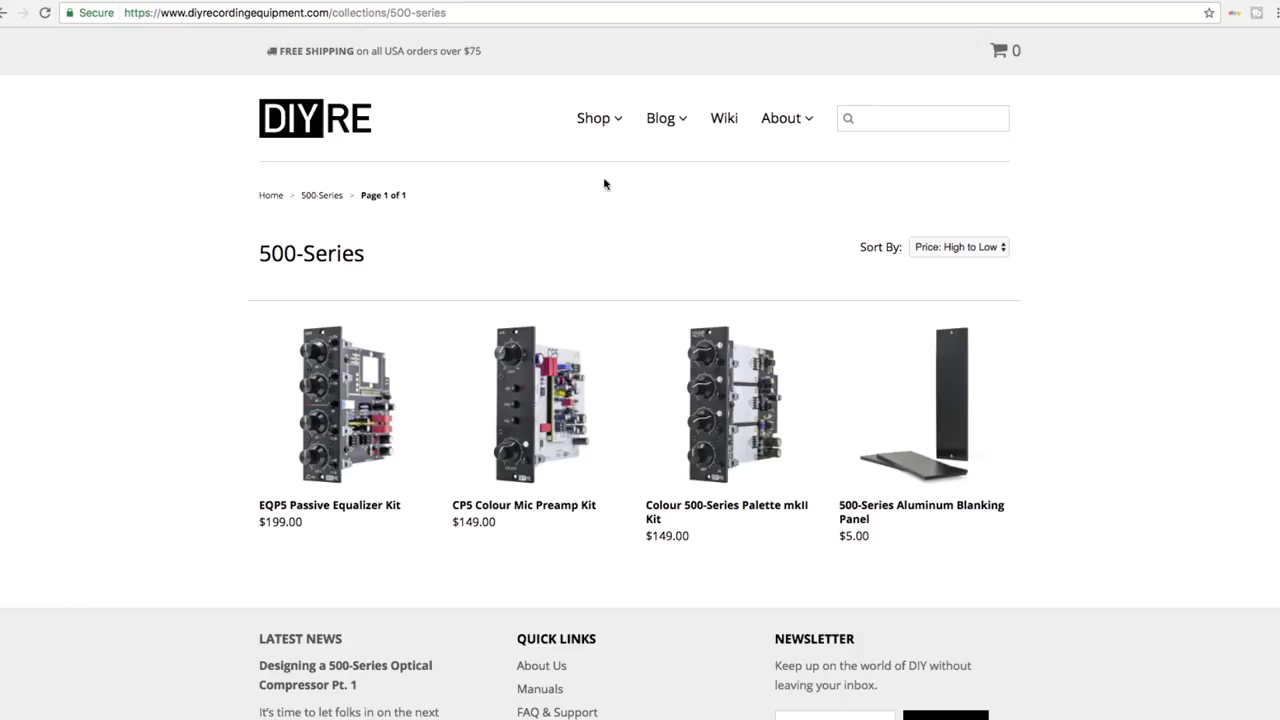 Secure https://www.diyrecordingequipment.com/collections/500-series
FREE SHIPPING on all USA orders over $75
0
DIYRE
Shop
Blog
Wiki
About
Home > 500-Series > Page 1 of 1
500-Series
Sort By: Price: High to Low
EQP5 Passive Equalizer Kit
$199.00
CP5 Colour Mic Preamp Kit
$149.00
Colour 500-Series Palette mkII
Kit
$149.00
500-Series Aluminum Blanking
Panel
$5.00
LATEST NEWS
Designing a 500-Series Optical
Compressor Pt. 1
It's time to let folks in on the next
QUICK LINKS
About Us
Manuals
FAQ & Support
NEWSLETTER
Keep up on the world of DIY without
leaving your inbox.